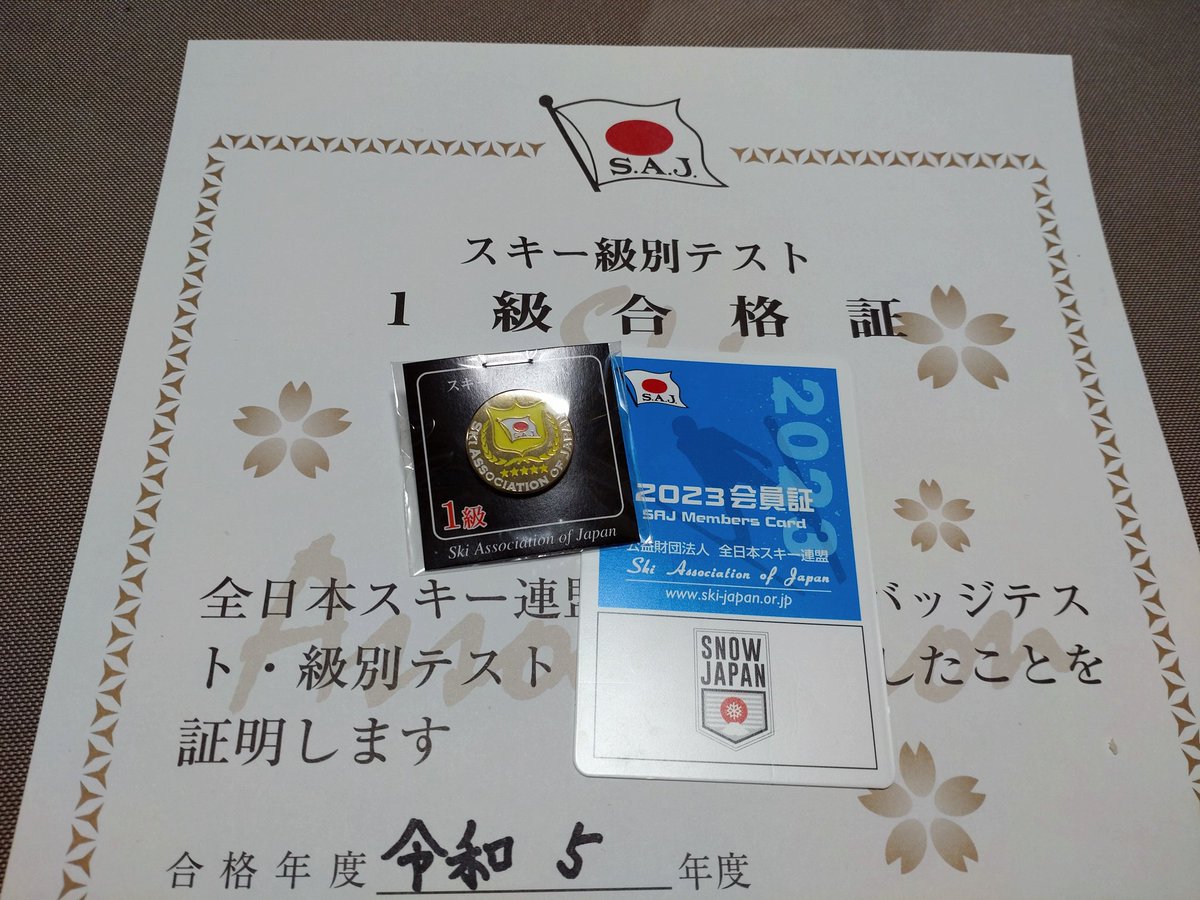 S.A.J.
スキー級別テスト
1級合格証
スキ
SKI ASSOCIATION OF JAPAN
S.A.J.
1級
Ski Association of Japan
S.A.J.
2023
2023 会員証
SAJ Members Card
公益財団法人 全日本スキー連盟
Ski Association of Japan
www.ski-japan.or.jp
SNOW
JAPAN
全日本スキー連盟 バッジテス
ト・級別テスト したことを
証明します
合格年度 令和 5 年度